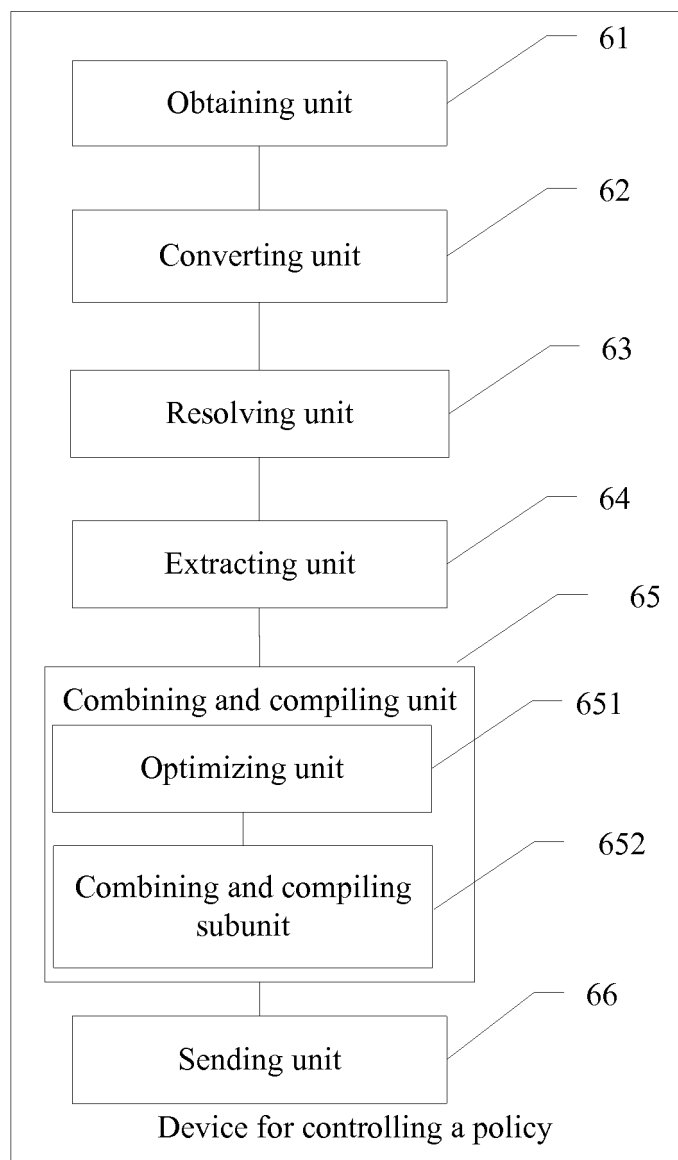 61
Obtaining unit
62
Converting unit
63
Resolving unit
64
Extracting unit
65
Combining and compiling unit
651
Optimizing unit
652
Combining and compiling
subunit
66
Sending unit
Device for controlling a policy